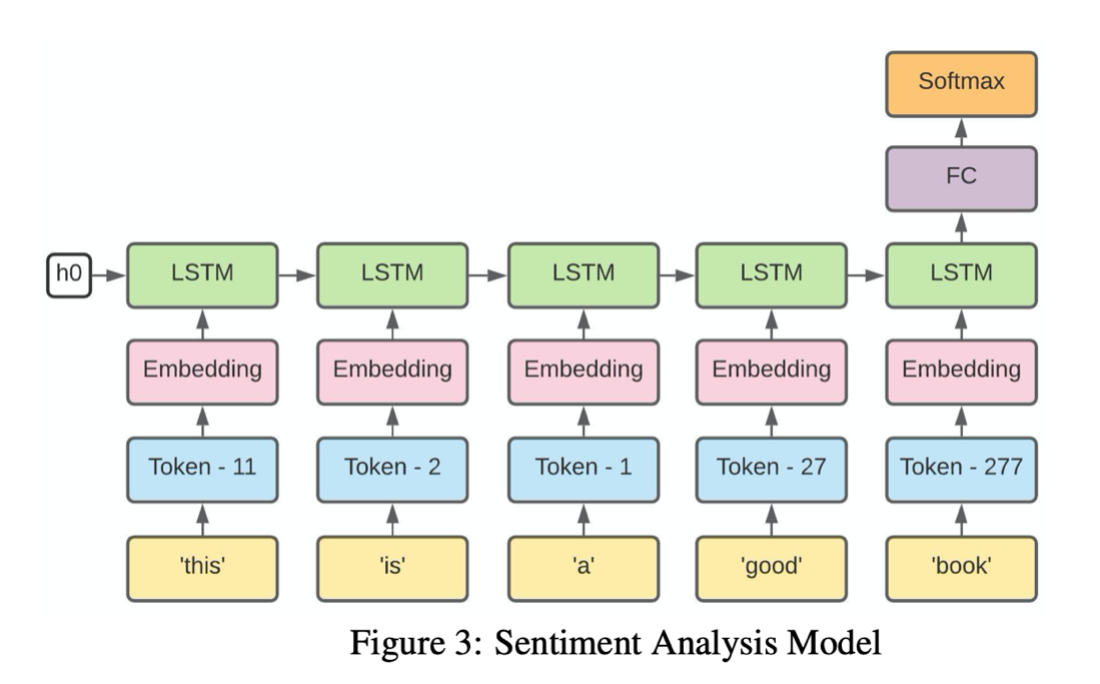 Softmax
FC
h0 LSTM LSTM LSTM LSTM LSTM
Embedding Embedding Embedding Embedding Embedding
Token - 11 Token - 2 Token - 1 Token - 27 Token - 277
'this' 'is' 'a' 'good' 'book'
Figure 3: Sentiment Analysis Model